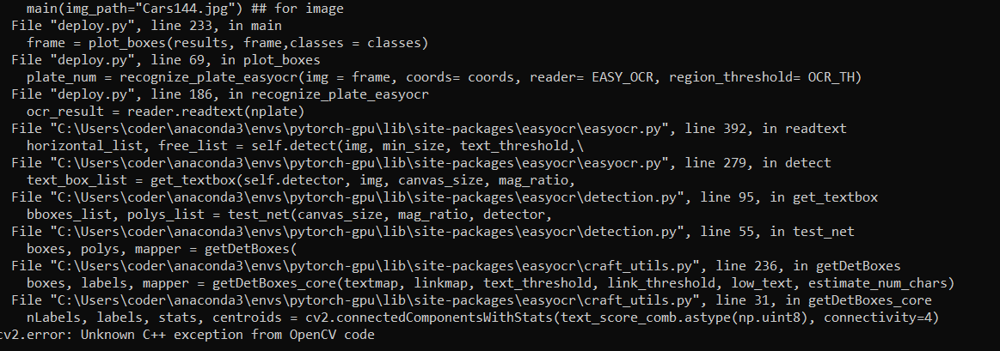 main(img_path="Cars144.jpg") ## for image
File "deploy.py", line 233, in main
frame = plot_boxes(results, frame,classes = classes)
File "deploy.py", line 69, in plot_boxes
plate_num = recognize_plate_easyocr(img = frame, coords= coords, reader= EASY_OCR, region_threshold= OCR_TH)
File "deploy.py", line 186, in recognize_plate_easyocr
ocr_result = reader.readtext(nplate)
File "C:\Users\coder\anaconda3\envs\pytorch-gpu\lib\site-packages\easyocr\easyocr.py", line 392, in readtext
horizontal_list, free_list = self.detect(img, min_size, text_threshold,\
File "C:\Users\coder\anaconda3\envs\pytorch-gpu\lib\site-packages\easyocr\easyocr.py", line 279, in detect
text_box_list = get_textbox(self.detector, img, canvas_size, mag_ratio,
File "C:\Users\coder\anaconda3\envs\pytorch-gpu\lib\site-packages\easyocr\detection.py", line 95, in get_textbox
bboxes_list, polys_list = test_net(canvas_size, mag_ratio, detector,
File "C:\Users\coder\anaconda3\envs\pytorch-gpu\lib\site-packages\easyocr\detection.py", line 55, in test_net
boxes, polys, mapper = getDetBoxes(
File "C:\Users\coder\anaconda3\envs\pytorch-gpu\lib\site-packages\easyocr\craft_utils.py", line 236, in getDetBoxes
boxes, labels, mapper = getDetBoxes_core(textmap, linkmap, text_threshold, link_threshold, low_text, estimate_num_chars)
File "C:\Users\coder\anaconda3\envs\pytorch-gpu\lib\site-packages\easyocr\craft_utils.py", line 31, in getDetBoxes_core
nLabels, labels, stats, centroids = cv2.connectedComponentsWithStats(text_score_comb.astype(np.uint8), connectivity=4)
cv2.error: Unknown C++ exception from OpenCV code